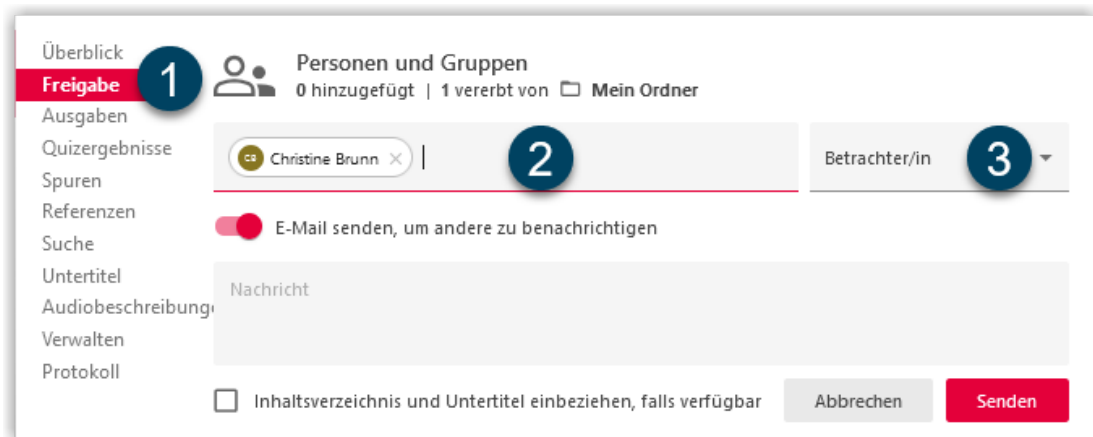 Überblick
Freigabe
Ausgaben
Quizergebnisse
Spuren
Referenzen
Suche
Untertitel
Audiobeschreibung
Verwalten
Protokoll
1
Personen und Gruppen
0 hinzugefügt | 1 vererbt von Mein Ordner
CB Christine Brunn
2
Betrachter/in
3
E-Mail senden, um andere zu benachrichtigen
Nachricht
Inhaltsverzeichnis und Untertitel einbeziehen, falls verfügbar
Abbrechen
Senden